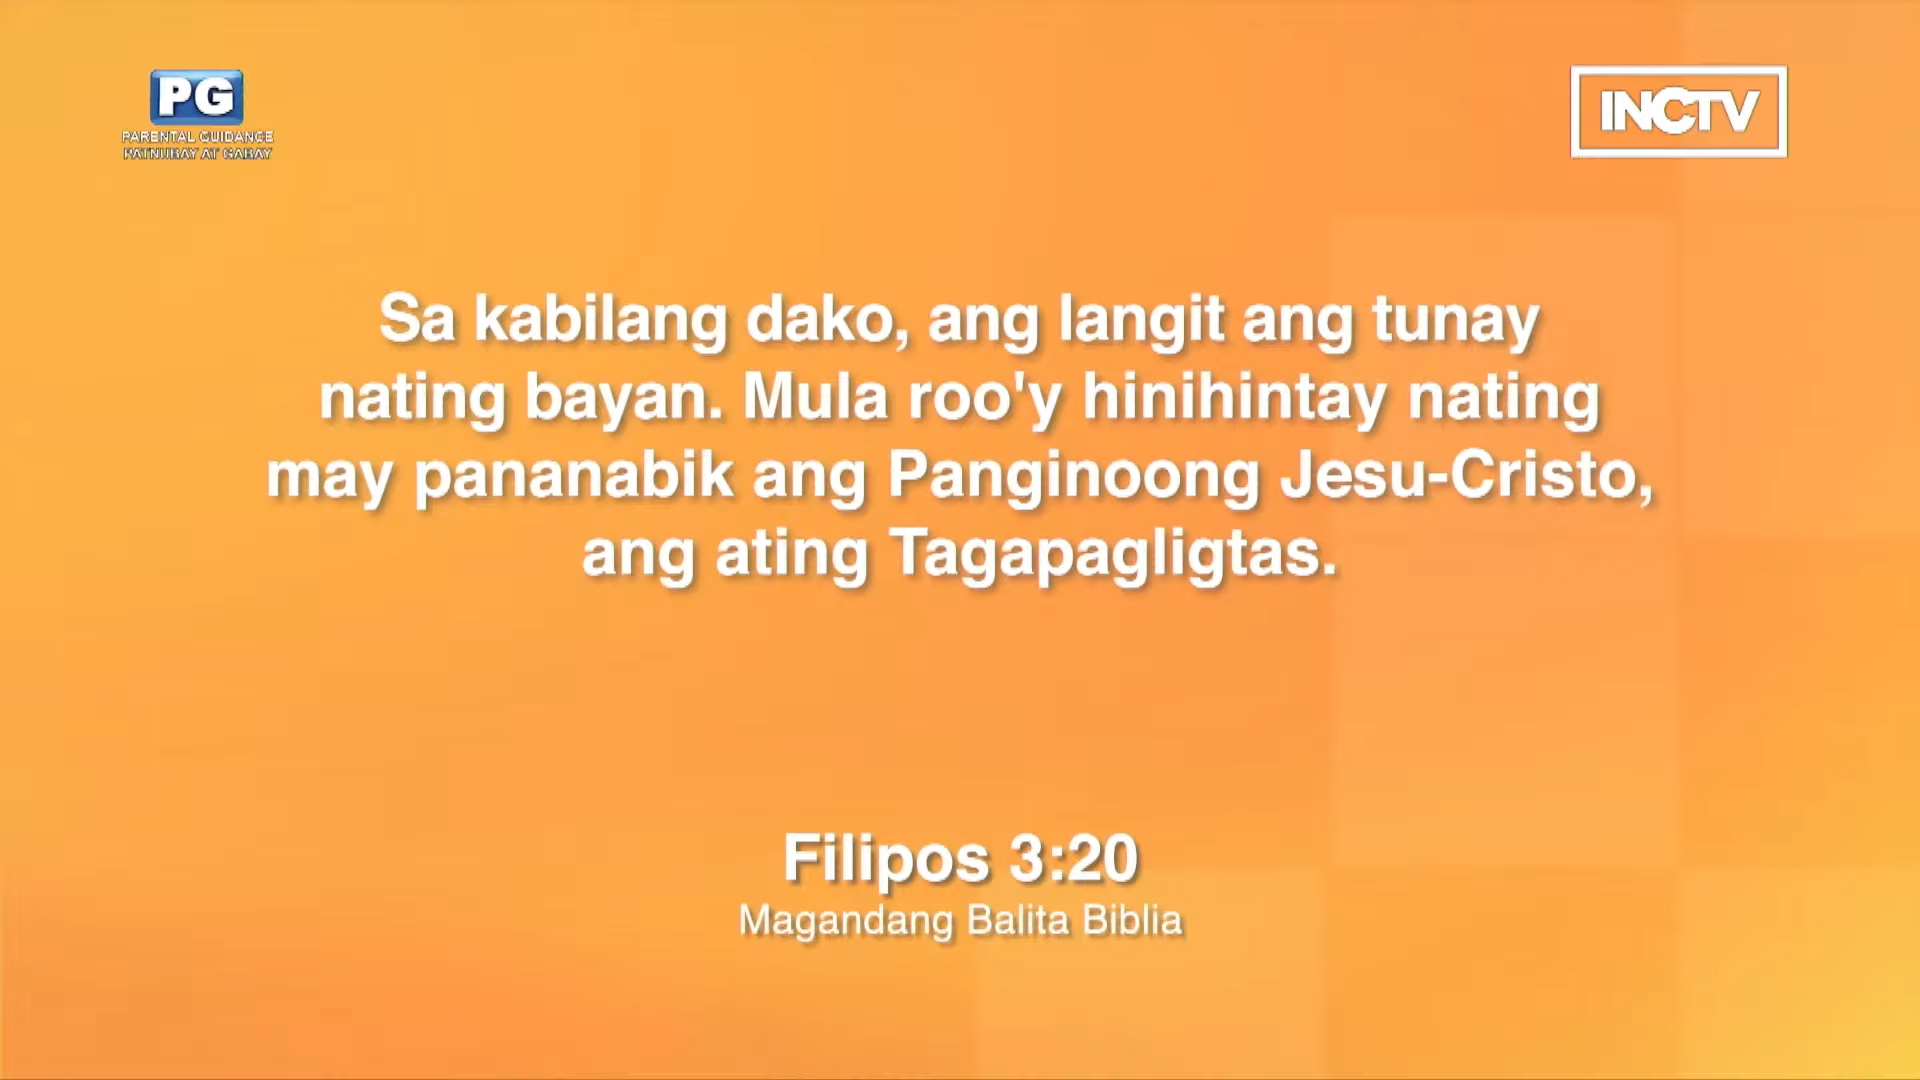 PG
PARENTAL GUIDANCE
PATNUBAY AT GABAY
INCTV
Sa kabilang dako, ang langit ang tunay
nating bayan. Mula roo'y hinihintay nating
may pananabik ang Panginoong Jesu-Cristo,
ang ating Tagapagligtas.
Filipos 3:20
Magandang Balita Biblia